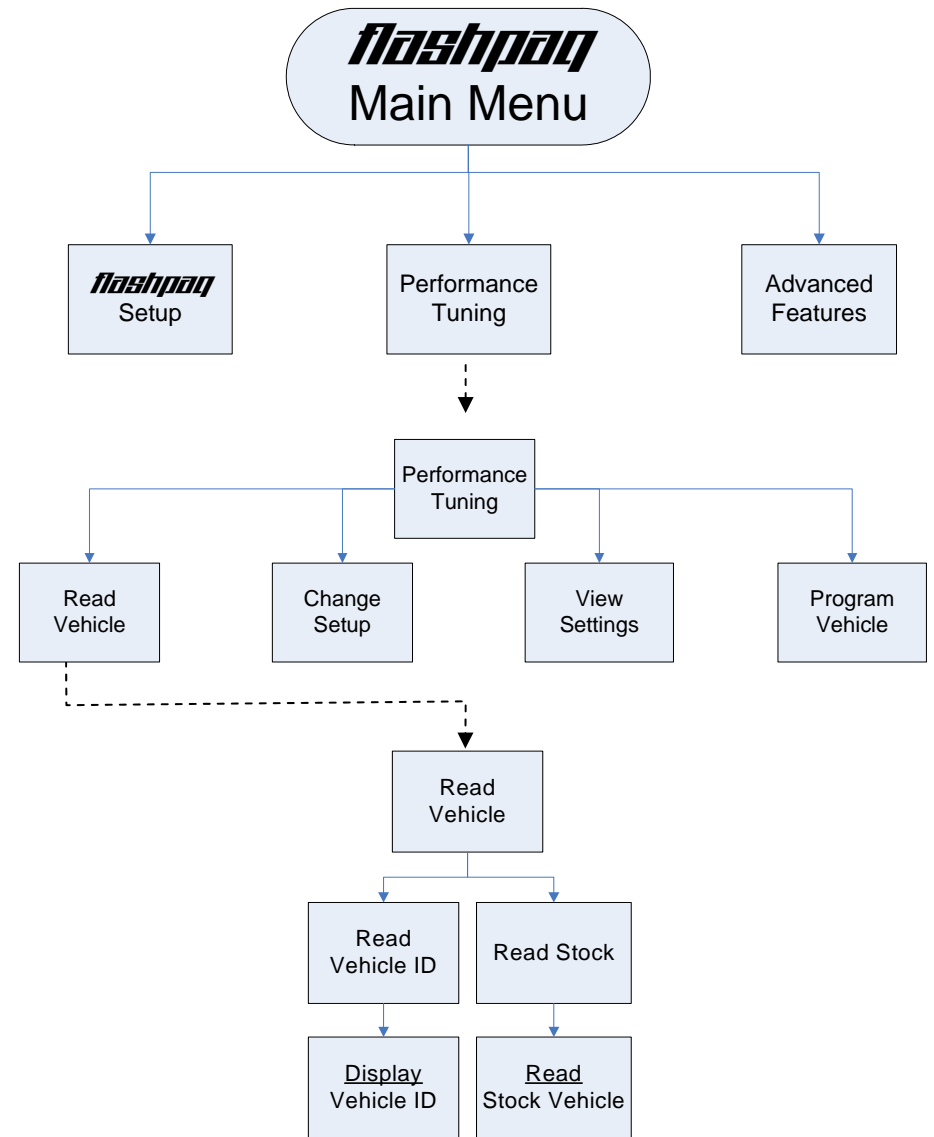 flashpaq
Main Menu
flashpaq
Setup
Performance
Tuning
Advanced
Features
Performance
Tuning
Read
Vehicle
Change
Setup
View
Settings
Program
Vehicle
Read
Vehicle
Read
Vehicle ID
Read Stock
Display
Vehicle ID
Read
Stock Vehicle